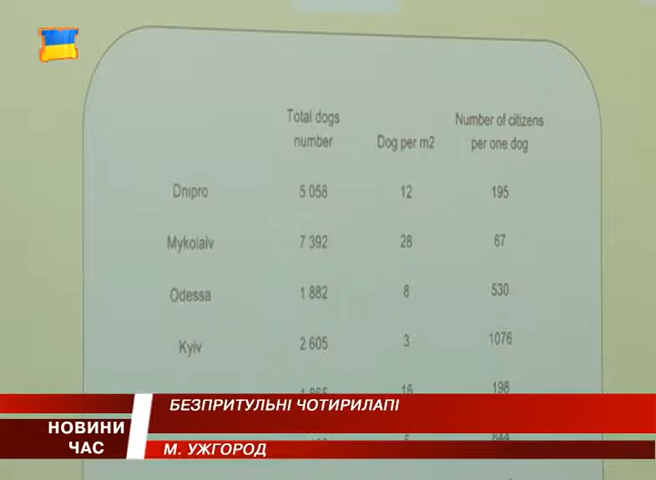 Total dogs number
Dog per m2
Number of citizens per one dog
Dnipro 5 058 12 195
Mykolaiv 7 392 28 67
Odessa 1 882 8 530
Kyiv 2 605 3 1076
16 198
БЕЗПРИТУЛЬНІ ЧОТИРИЛАПІ
НОВИНИ
ЧАС
М. УЖГОРОД